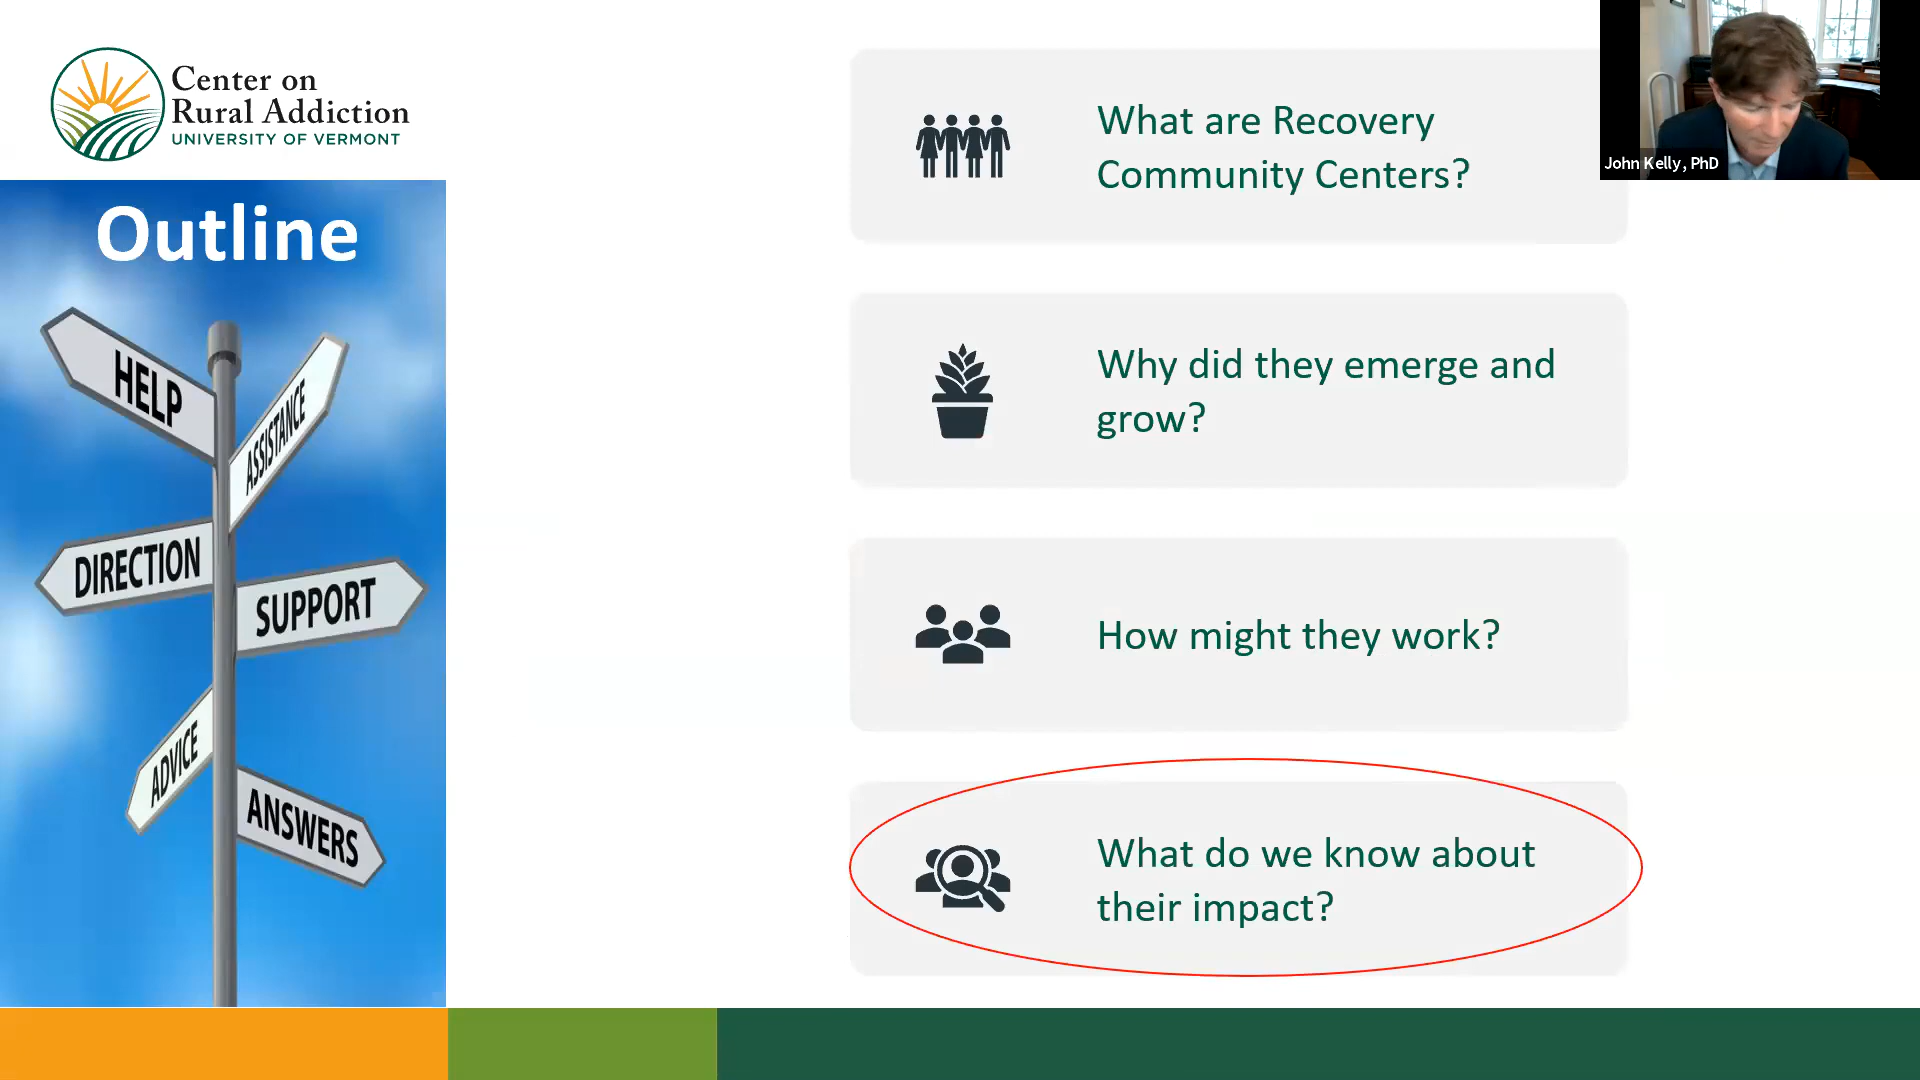 Center on
Rural Addiction
UNIVERSITY OF VERMONT
Outline
HELP
ASSISTANCE
DIRECTION
SUPPORT
ADVICE
ANSWERS
What are Recovery
Community Centers?
Why did they emerge and
grow?
How might they work?
What do we know about
their impact?
John Kelly, PhD